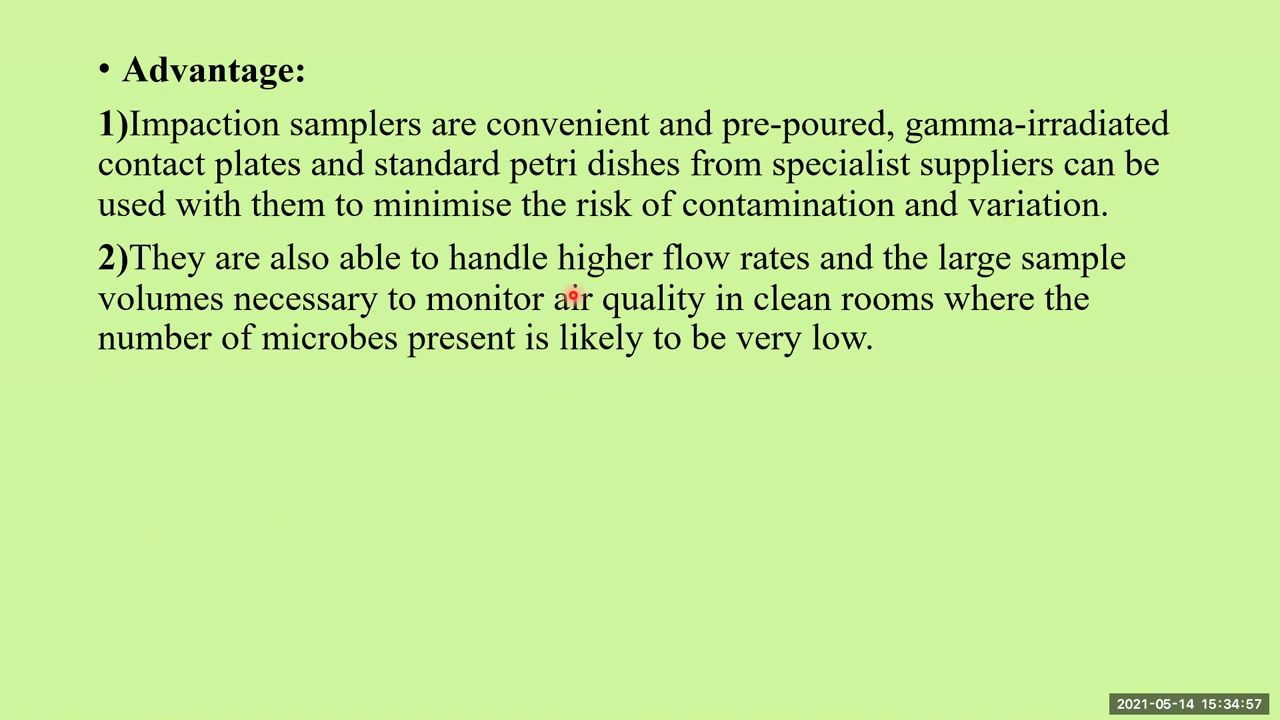 • Advantage:
1)Impaction samplers are convenient and pre-poured, gamma-irradiated
contact plates and standard petri dishes from specialist suppliers can be
used with them to minimise the risk of contamination and variation.
2)They are also able to handle higher flow rates and the large sample
volumes necessary to monitor air quality in clean rooms where the
number of microbes present is likely to be very low.
2021-05-14 15:34:57